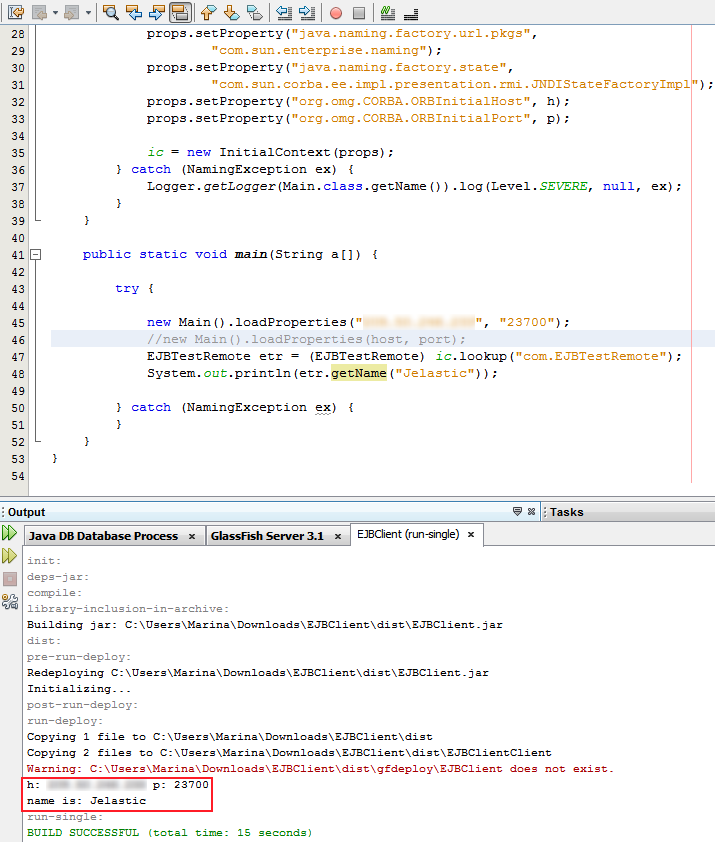 28 props.setProperty("java.naming.factory.url.pkgs",
29 "com.sun.enterprise.naming");
30 props.setProperty("java.naming.factory.state",
31 "com.sun.corba.ee.impl.presentation.rmi.JNDIStateFactoryImpl");
32 props.setProperty("org.omg.CORBA.ORBInitialHost", h);
33 props.setProperty("org.omg.CORBA.ORBInitialPort", p);
34
35 ic = new InitialContext(props);
36 } catch (NamingException ex) {
37 Logger.getLogger(Main.class.getName()).log(Level.SEVERE, null, ex);
38 }
39 }
40
41 public static void main(String a[]) {
42
43 try {
44
45 new Main().loadProperties("", "23700");
46 //new Main().loadProperties(host, port);
47 EJBTestRemote etr = (EJBTestRemote) ic.lookup("com.EJBTestRemote");
48 System.out.println(etr.getName("Jelastic"));
49
50 } catch (NamingException ex) {
51 }
52 }
53 }
54
Output Tasks
Java DB Database Process GlassFish Server 3.1 EJBClient (run-single)
init:
deps-jar:
compile:
library-inclusion-in-archive:
Building jar: C:\Users\Marina\Downloads\EJBClient\dist\EJBClient.jar
dist:
pre-run-deploy:
Redeploying C:\Users\Marina\Downloads\EJBClient\dist\EJBClient.jar
Initializing...
post-run-deploy:
run-deploy:
Copying 1 file to C:\Users\Marina\Downloads\EJBClient\dist
Copying 2 files to C:\Users\Marina\Downloads\EJBClient\dist\EJBClientClient
Warning: C:\Users\Marina\Downloads\EJBClient\dist\gfdeploy\EJBClient does not exist.
h: p: 23700
name is: Jelastic
run-single:
BUILD SUCCESSFUL (total time: 15 seconds)